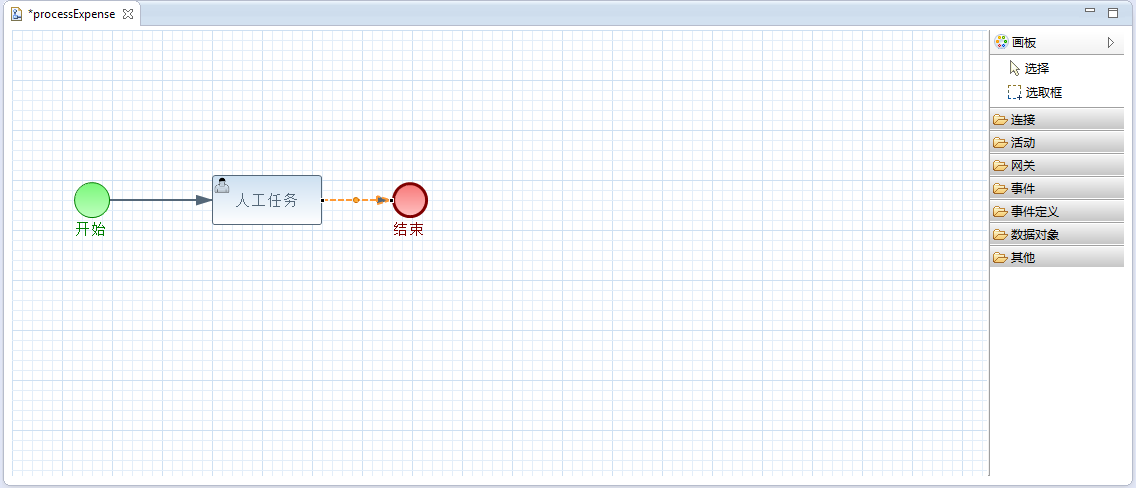 *processExpense
画板
选择
选取框
连接
活动
网关
事件
事件定义
数据对象
其他
人工任务
开始
结束